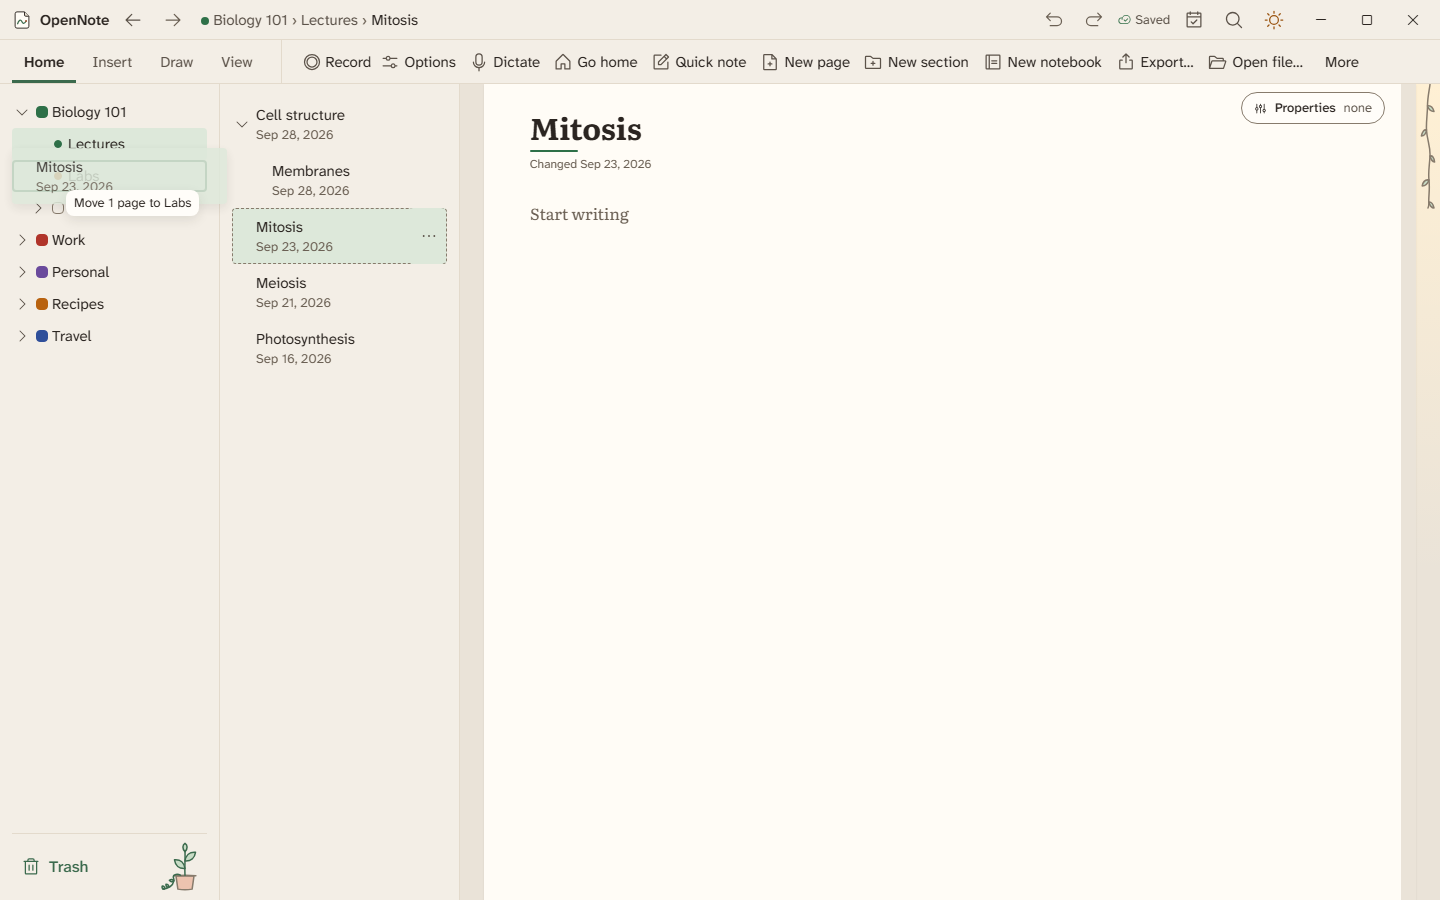 OpenNote
Biology 101 › Lectures › Mitosis
Saved
Home
Insert
Draw
View
Record
Options
Dictate
Go home
Quick note
New page
New section
New notebook
Export...
Open file...
More
Biology 101
Lectures
Mitosis
Labs
Sep 23, 2026
Move 1 page to Labs
Work
Personal
Recipes
Travel
Trash
Cell structure
Sep 28, 2026
Membranes
Sep 28, 2026
Mitosis
Sep 23, 2026
Meiosis
Sep 21, 2026
Photosynthesis
Sep 16, 2026
Properties none
Mitosis
Changed Sep 23, 2026
Start writing